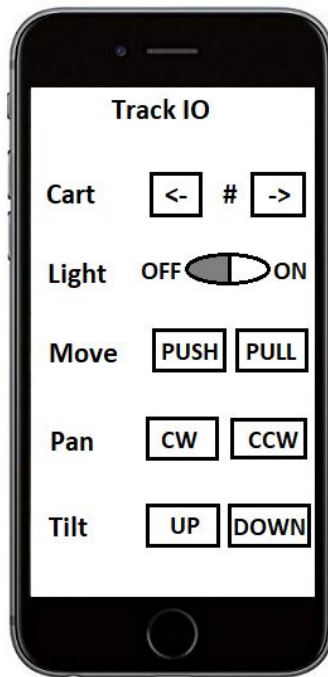 Track IO
Cart <- # ->
Light OFF ON
Move PUSH PULL
Pan CW CCW
Tilt UP DOWN